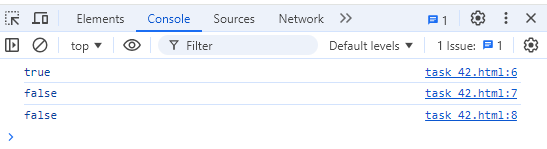 Elements Console Sources Network 1
top Filter Default levels 1 Issue: 1
true task 42.html:6
false task 42.html:7
false task 42.html:8